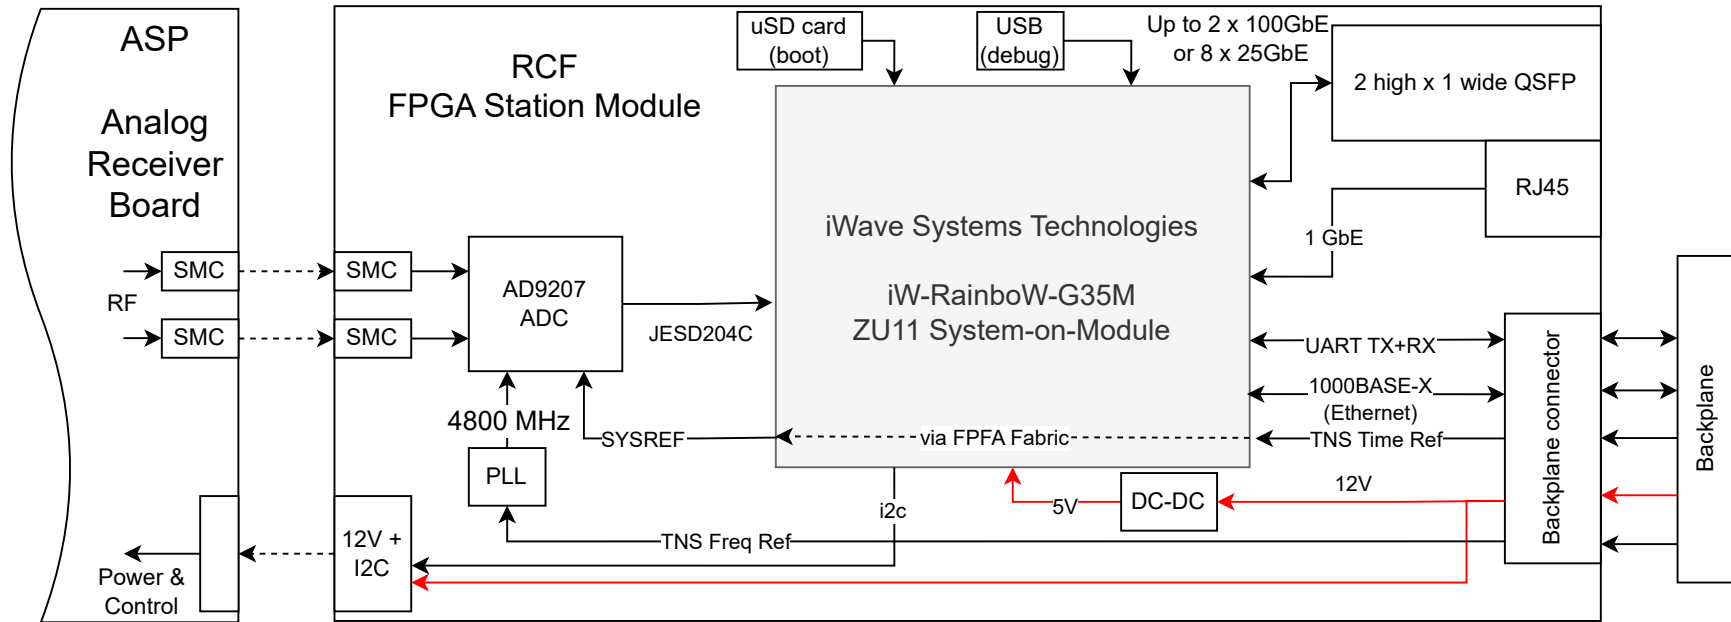 ASP
Analog
Receiver
Board
RF
SMC
SMC
Power &
Control
RCF
FPGA Station Module
SMC
SMC
12V +
I2C
AD9207
ADC
JESD204C
4800 MHz
PLL
SYSREF
TNS Freq Ref
uSD card
(boot)
USB
(debug)
iWave Systems Technologies
iW-RainboW-G35M
ZU11 System-on-Module
via FPFA Fabric
i2c
5V
DC-DC
12V
Up to 2 x 100GbE
or 8 x 25GbE
2 high x 1 wide QSFP
RJ45
1 GbE
UART TX+RX
1000BASE-X
(Ethernet)
TNS Time Ref
Backplane connector
Backplane